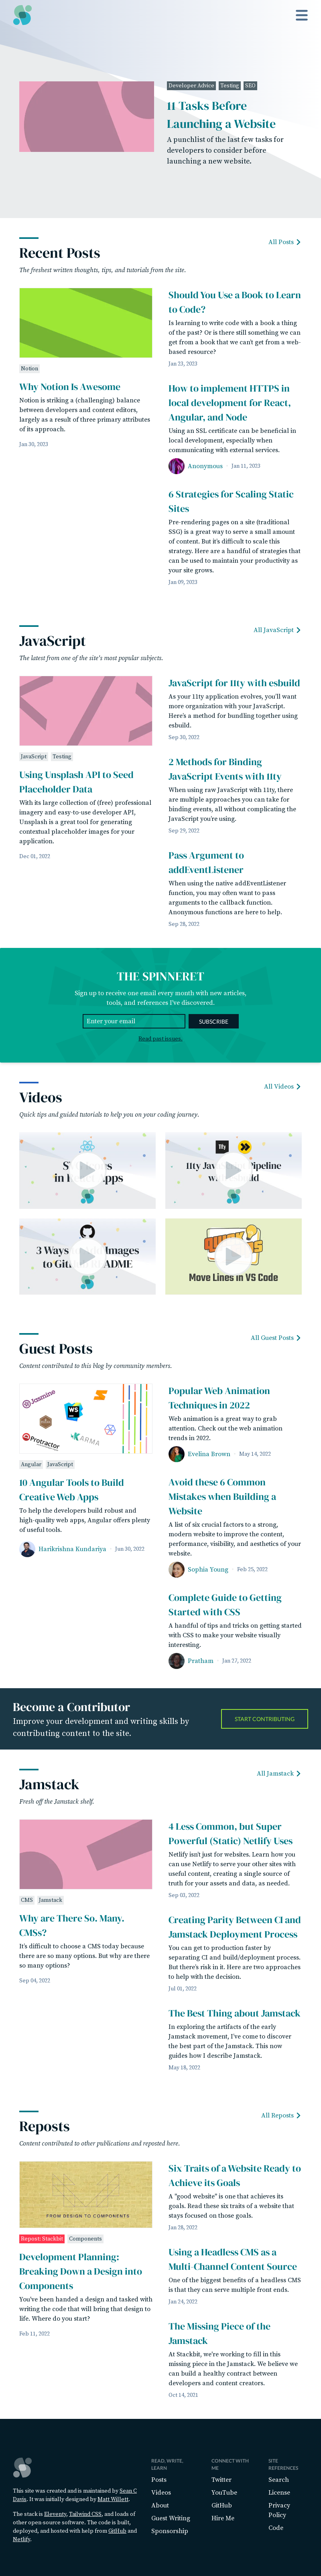 Developer Advice Testing SEO
11 Tasks Before
Launching a Website
A punchlist of the last few tasks for
developers to consider before
launching a new website.
Recent Posts
All Posts
The freshest written thoughts, tips, and tutorials from the site.
Notion
Why Notion Is Awesome
Notion is striking a (challenging) balance
between developers and content editors,
largely as a result of three primary attributes
of its approach.
Jan 30, 2023
Should You Use a Book to Learn
to Code?
Is learning to write code with a book a thing
of the past? Or is there still something we can
get from a book that we can't get from a web-
based resource?
Jan 23, 2023
How to implement HTTPS in
local development for React,
Angular, and Node
Using an SSL certificate can be beneficial in
local development, especially when
communicating with external services.
Anonymous · Jan 11, 2023
6 Strategies for Scaling Static
Sites
Pre-rendering pages on a site (traditional
SSG) is a great way to serve a small amount
of content. But it's difficult to scale this
strategy. Here are a handful of strategies that
can be used to maintain your productivity as
your site grows.
Jan 09, 2023
JavaScript
All JavaScript
The latest from one of the site's most popular subjects.
JavaScript Testing
Using Unsplash API to Seed
Placeholder Data
With its large collection of (free) professional
imagery and easy-to-use developer API,
Unsplash is a great tool for generating
contextual placeholder images for your
application.
Dec 01, 2022
JavaScript for 11ty with esbuild
As your 11ty application evolves, you'll want
more organization with your JavaScript.
Here's a method for bundling together using
esbuild.
Sep 30, 2022
2 Methods for Binding
JavaScript Events with 11ty
When using raw JavaScript with 11ty, there
are multiple approaches you can take for
binding events, all without complicating the
JavaScript you're using.
Sep 29, 2022
Pass Argument to
addEventListener
When using the native addEventListener
function, you may often want to pass
arguments to the callback function.
Anonymous functions are here to help.
Sep 28, 2022
THE SPINNERET
Sign up to receive one email every month with new articles,
tools, and references I've discovered.
Enter your email
SUBSCRIBE
Read past issues.
Videos
All Videos
Quick tips and guided tutorials to help you on your coding journey.
Move Lines in VS Code
Guest Posts
All Guest Posts
Content contributed to this blog by community members.
Jasmine
Protractor
KARMA
Angular JavaScript
10 Angular Tools to Build
Creative Web Apps
To help the developers build robust and
high-quality web apps, Angular offers plenty
of useful tools.
Harikrishna Kundariya · Jun 30, 2022
Popular Web Animation
Techniques in 2022
Web animation is a great way to grab
attention. Check out the web animation
trends in 2022.
Evelina Brown · May 14, 2022
Avoid these 6 Common
Mistakes when Building a
Website
A list of six crucial factors to a strong,
modern website to improve the content,
performance, visibility, and aesthetics of your
website.
Sophia Young · Feb 25, 2022
Complete Guide to Getting
Started with CSS
A handful of tips and tricks on getting started
with CSS to make your website visually
interesting.
Pratham · Jan 27, 2022
Become a Contributor
Improve your development and writing skills by
contributing content to the site.
START CONTRIBUTING
Jamstack
All Jamstack
Fresh off the Jamstack shelf.
CMS Jamstack
Why are There So. Many.
CMSs?
It's difficult to choose a CMS today because
there are so many options. But why are there
so many options?
Sep 04, 2022
4 Less Common, but Super
Powerful (Static) Netlify Uses
Netlify isn't just for websites. Learn how you
can use Netlify to serve your other sites with
useful content, creating a single source of
truth for your assets and data, as needed.
Sep 03, 2022
Creating Parity Between CI and
Jamstack Deployment Process
You can get to production faster by
separating CI and build/deployment process.
But there's risk in it. Here are two approaches
to help with the decision.
Jul 01, 2022
The Best Thing about Jamstack
In exploring the artifacts of the early
Jamstack movement, I've come to discover
the best part of the Jamstack. This now
guides how I describe Jamstack.
May 18, 2022
Reposts
All Reposts
Content contributed to other publications and reposted here.
FROM DESIGN TO COMPONENTS
Repost: Stackbit Components
Development Planning:
Breaking Down a Design into
Components
You've been handed a design and tasked with
writing the code that will bring that design to
life. Where do you start?
Feb 11, 2022
Six Traits of a Website Ready to
Achieve its Goals
A "good website" is one that achieves its
goals. Read these six traits of a website that
stays focused on those goals.
Jan 28, 2022
Using a Headless CMS as a
Multi-Channel Content Source
One of the biggest benefits of a headless CMS
is that they can serve multiple front ends.
Jan 24, 2022
The Missing Piece of the
Jamstack
At Stackbit, we're working to fill in this
missing piece in the Jamstack. We believe we
can build a healthy contract between
developers and content creators.
Oct 14, 2021
This site was created and is maintained by Sean C
Davis. It was initially designed by Matt Willett.
The stack is Eleventy, Tailwind CSS, and loads of
other open source software. The code is built,
deployed, and hosted with help from GitHub and
Netlify.
READ, WRITE,
LEARN
Posts
Videos
About
Guest Writing
Sponsorship
CONNECT WITH
ME
Twitter
YouTube
GitHub
Hire Me
SITE
REFERENCES
Search
License
Privacy
Policy
Code